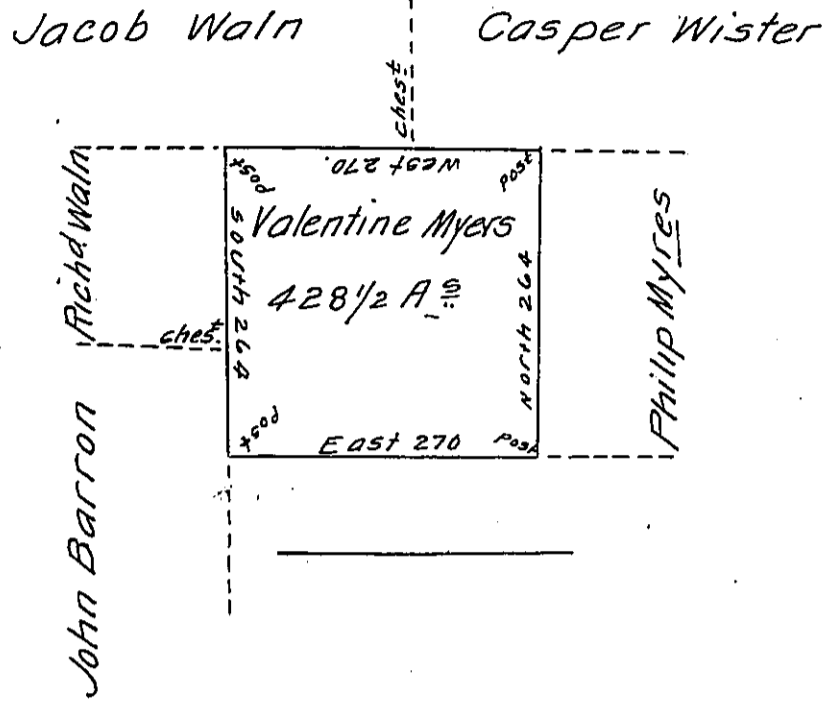 Jacob Waln
Casper Wister
chest
Richd Waln
post
West 270.
post
Valentine Myers
428 1/2 As
South 264
North 264
Philip Myres
chest.
post
East 270
post
John Barron